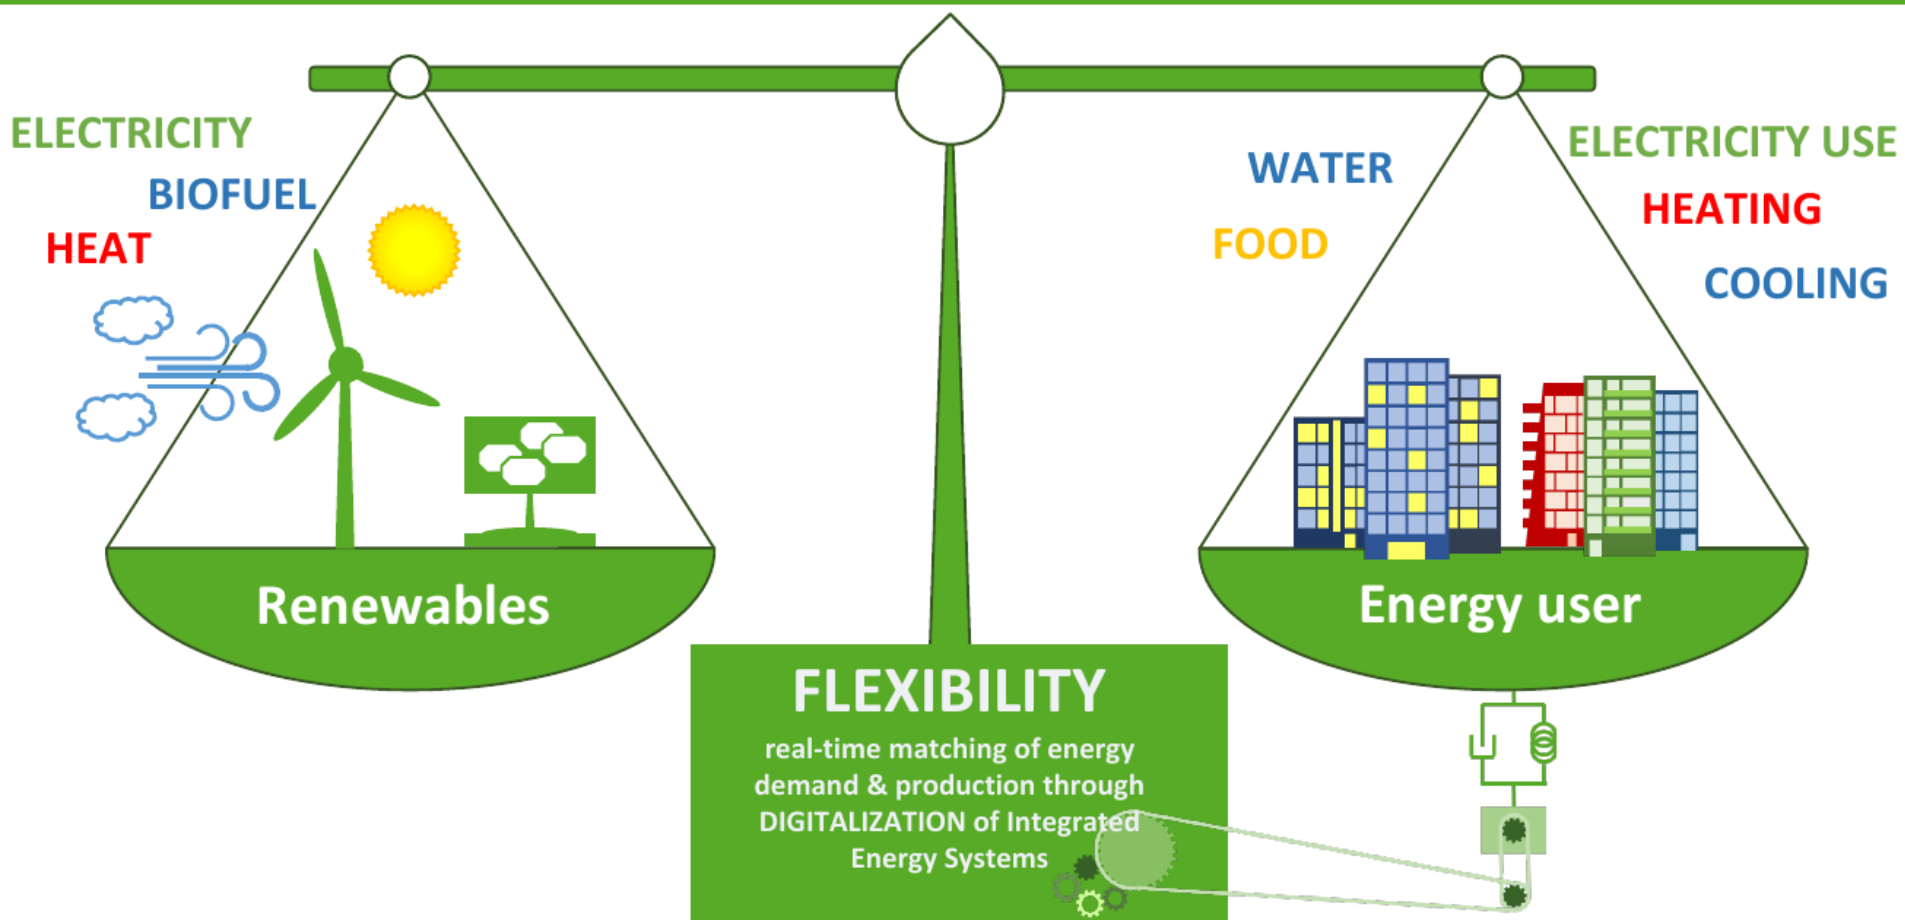 ELECTRICITY
BIOFUEL
HEAT
WATER
FOOD
ELECTRICITY USE
HEATING
COOLING
Renewables
Energy user
FLEXIBILITY
real-time matching of energy
demand & production through
DIGITALIZATION of Integrated
Energy Systems